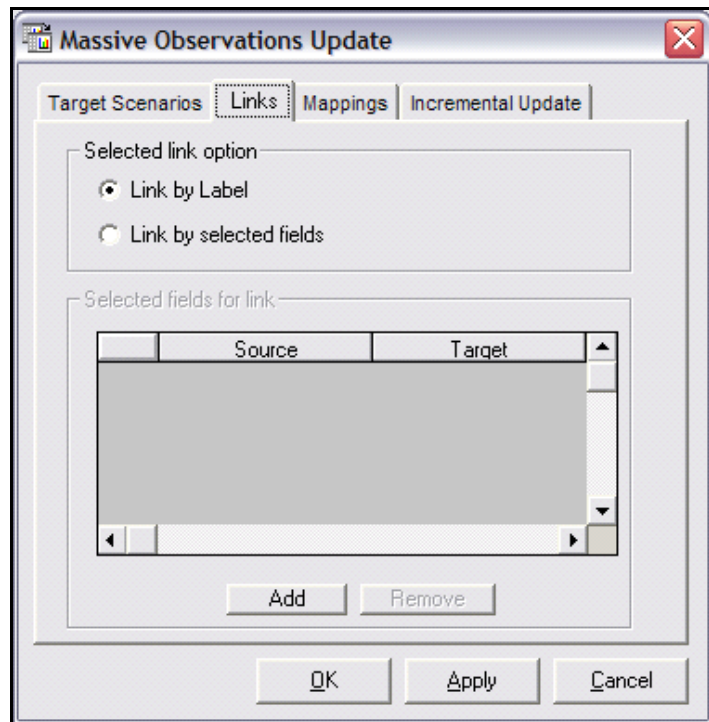 Massive Observations Update
Target Scenarios Links Mappings Incremental Update
Selected link option
Link by Label
Link by selected fields
Selected fields for link
Source Target
Add Remove
OK Apply Cancel